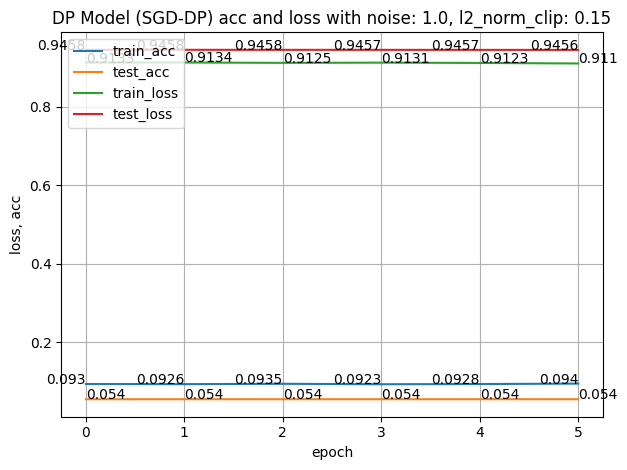 DP Model (SGD-DP) acc and loss with noise: 1.0, l2_norm_clip: 0.15
0.9458 0.9458 0.9458 0.9457 0.9457 0.9456
0.9133 0.9134 0.9125 0.9131 0.9123 0.911
train_acc
test_acc
train_loss
test_loss
0.8
0.6
0.4
0.2
loss, acc
0.093 0.0926 0.0935 0.0923 0.0928 0.094
0.054 0.054 0.054 0.054 0.054 0.054
0 1 2 3 4 5
epoch